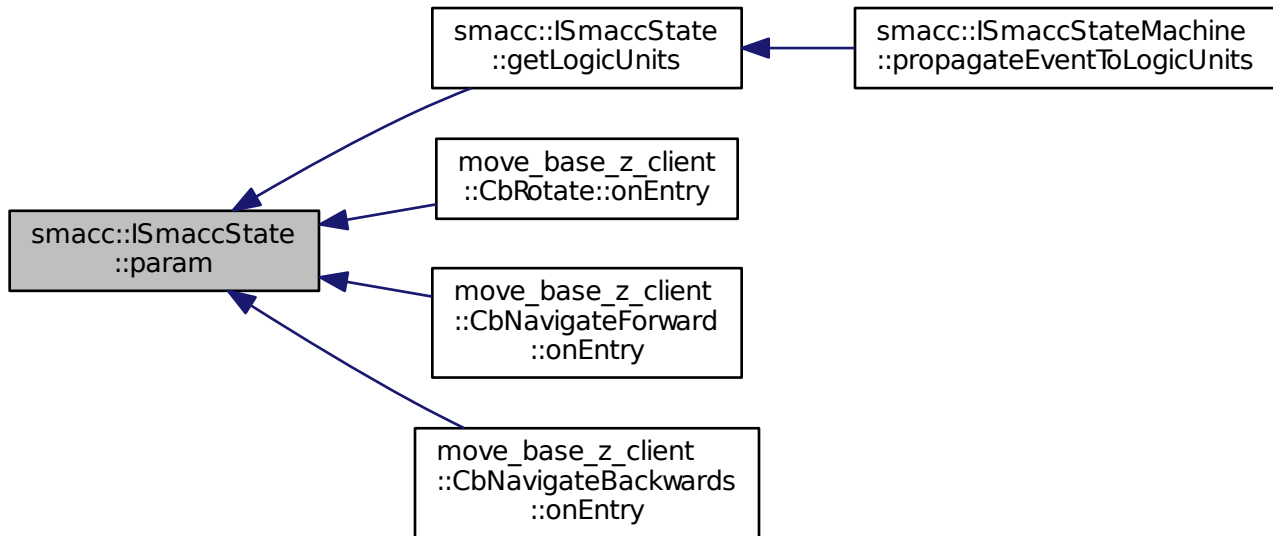 smacc::ISmaccState
::getLogicUnits
smacc::ISmaccStateMachine
::propagateEventToLogicUnits
move_base_z_client
::CbRotate::onEntry
smacc::ISmaccState
::param
move_base_z_client
::CbNavigateForward
::onEntry
move_base_z_client
::CbNavigateBackwards
::onEntry